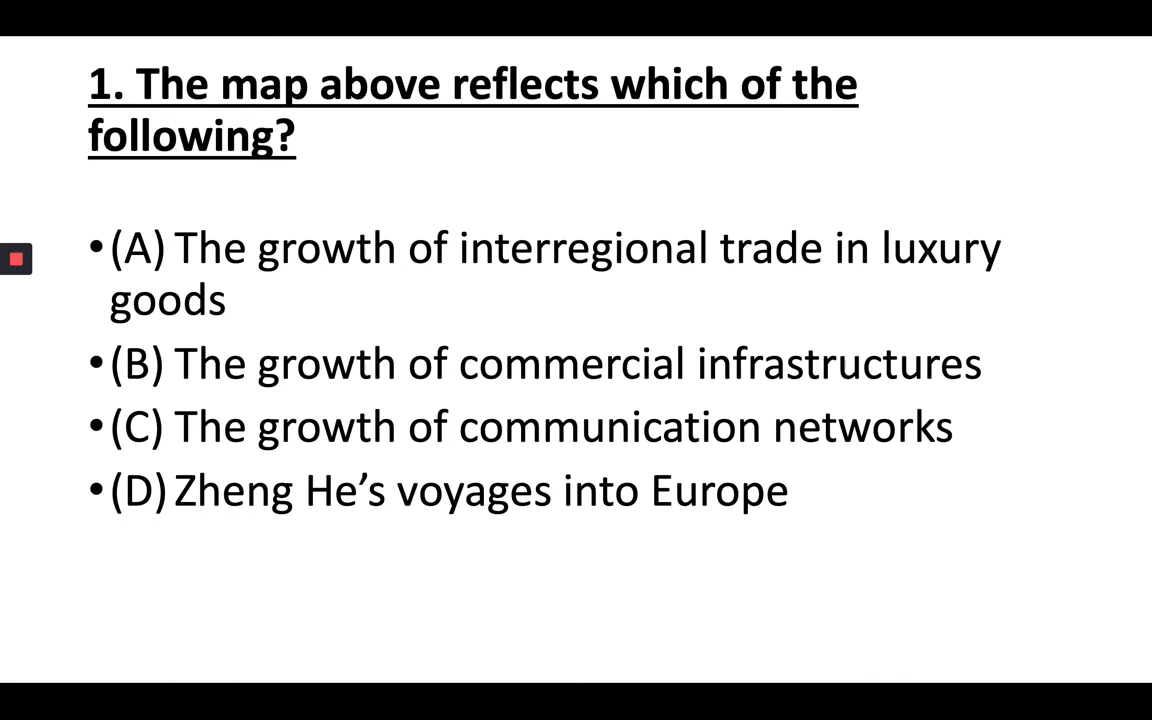 1. The map above reflects which of the
following?
•(A) The growth of interregional trade in luxury
goods
•(B) The growth of commercial infrastructures
•(C) The growth of communication networks
•(D) Zheng He’s voyages into Europe